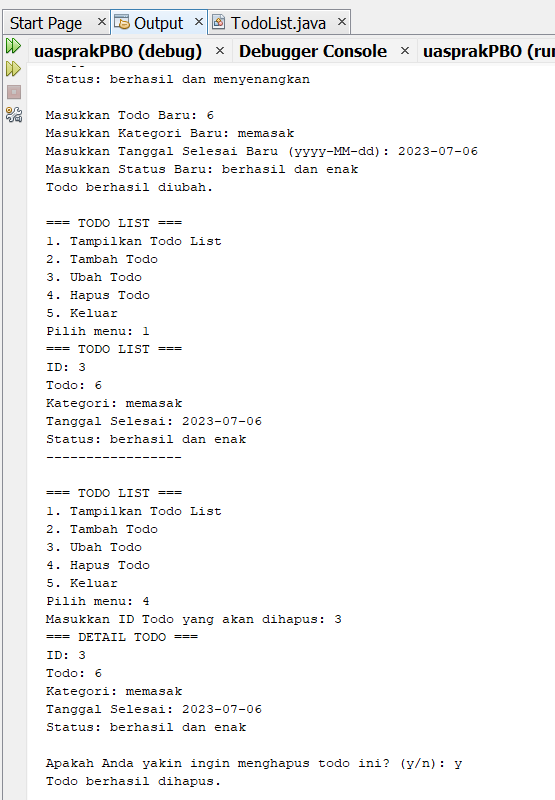 Start Page
Output
TodoList.java
uasprakPBO (debug)
Debugger Console
uasprakPBO (run
Status: berhasil dan menyenangkan
Masukkan Todo Baru: 6
Masukkan Kategori Baru: memasak
Masukkan Tanggal Selesai Baru (yyyy-MM-dd): 2023-07-06
Masukkan Status Baru: berhasil dan enak
Todo berhasil diubah.
=== TODO LIST ===
1. Tampilkan Todo List
2. Tambah Todo
3. Ubah Todo
4. Hapus Todo
5. Keluar
Pilih menu: 1
=== TODO LIST ===
ID: 3
Todo: 6
Kategori: memasak
Tanggal Selesai: 2023-07-06
Status: berhasil dan enak
-----------------
=== TODO LIST ===
1. Tampilkan Todo List
2. Tambah Todo
3. Ubah Todo
4. Hapus Todo
5. Keluar
Pilih menu: 4
Masukkan ID Todo yang akan dihapus: 3
=== DETAIL TODO ===
ID: 3
Todo: 6
Kategori: memasak
Tanggal Selesai: 2023-07-06
Status: berhasil dan enak
Apakah Anda yakin ingin menghapus todo ini? (y/n): y
Todo berhasil dihapus.